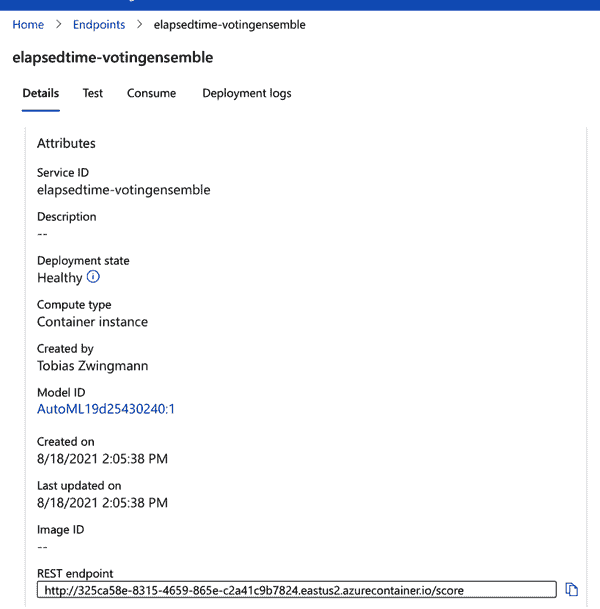 Home > Endpoints > elapsedtime-votingensemble
elapsedtime-votingensemble
Details Test Consume Deployment logs
Attributes
Service ID
elapsedtime-votingensemble
Description
--
Deployment state
Healthy
Compute type
Container instance
Created by
Tobias Zwingmann
Model ID
AutoML19d25430240:1
Created on
8/18/2021 2:05:38 PM
Last updated on
8/18/2021 2:05:38 PM
Image ID
--
REST endpoint
http://325ca58e-8315-4659-865e-c2a41c9b7824.eastus2.azurecontainer.io/score